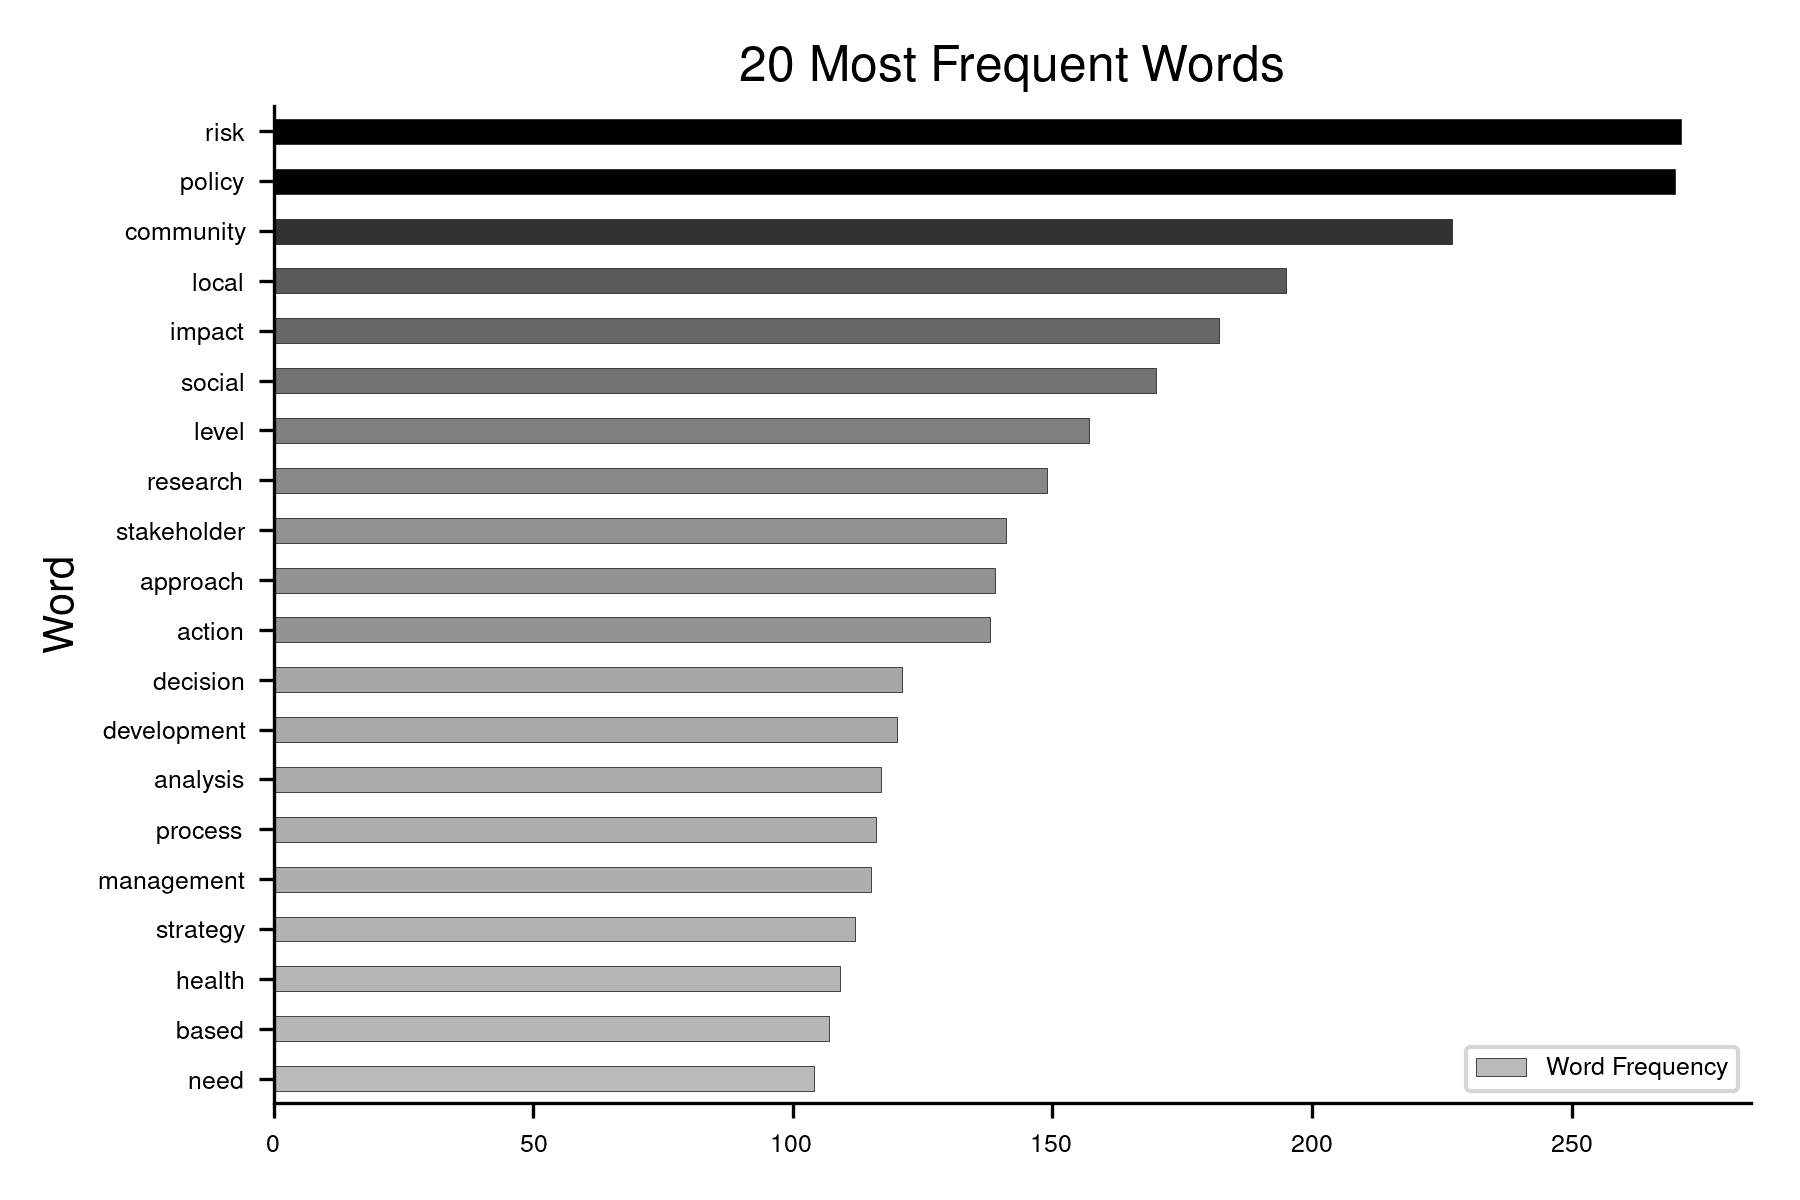 20 Most Frequent Words
risk
policy
community
local
impact
social
level
research
stakeholder
approach
action
decision
development
analysis
process
management
strategy
health
based
need
Word
Word Frequency
0 50 100 150 200 250